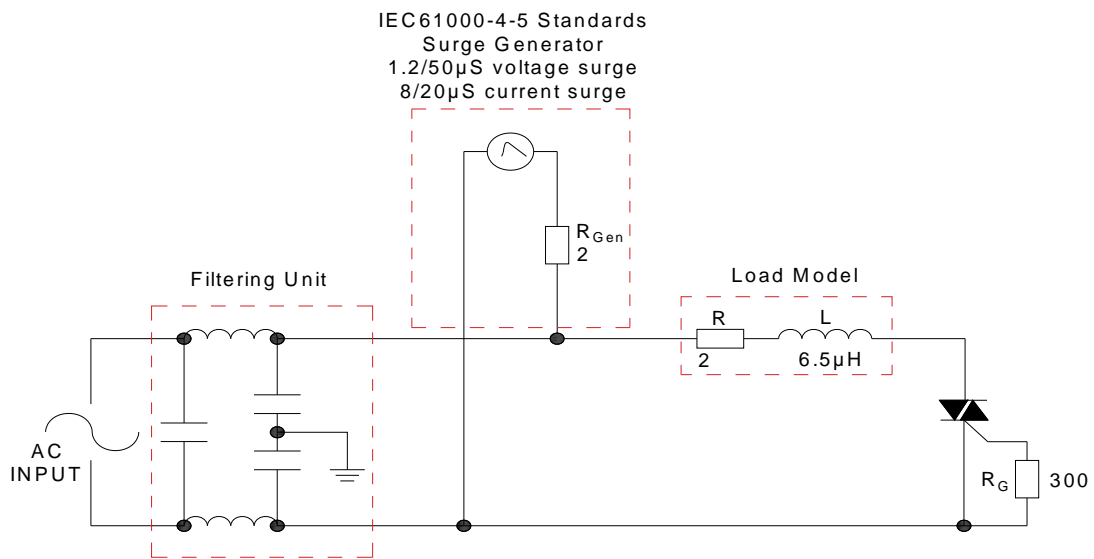 IEC61000-4-5 Standards
Surge Generator
1.2/50µS voltage surge
8/20µS current surge
RGen
2
Filtering Unit
Load Model
R
L
2
6.5µH
AC
INPUT
RG
300